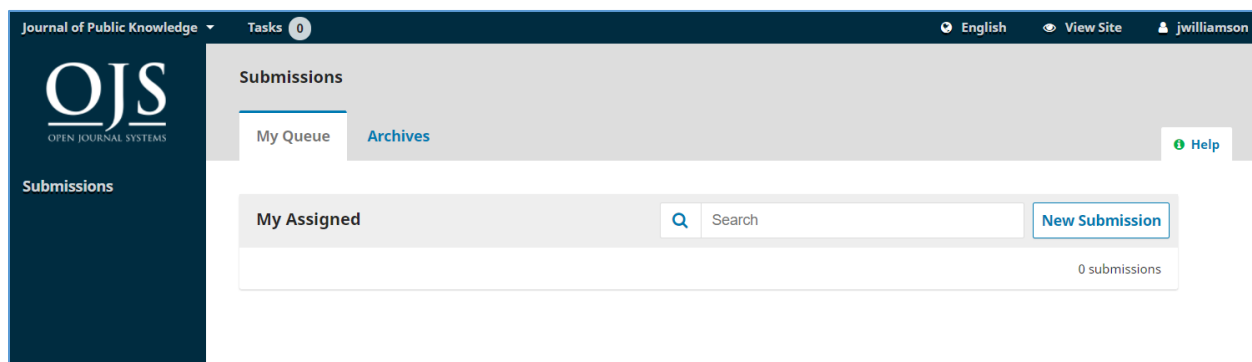 Journal of Public Knowledge Tasks 0 English View Site jwilliamson
OJS
OPEN JOURNAL SYSTEMS
Submissions
Submissions
My Queue Archives
Help
My Assigned Search New Submission
0 submissions